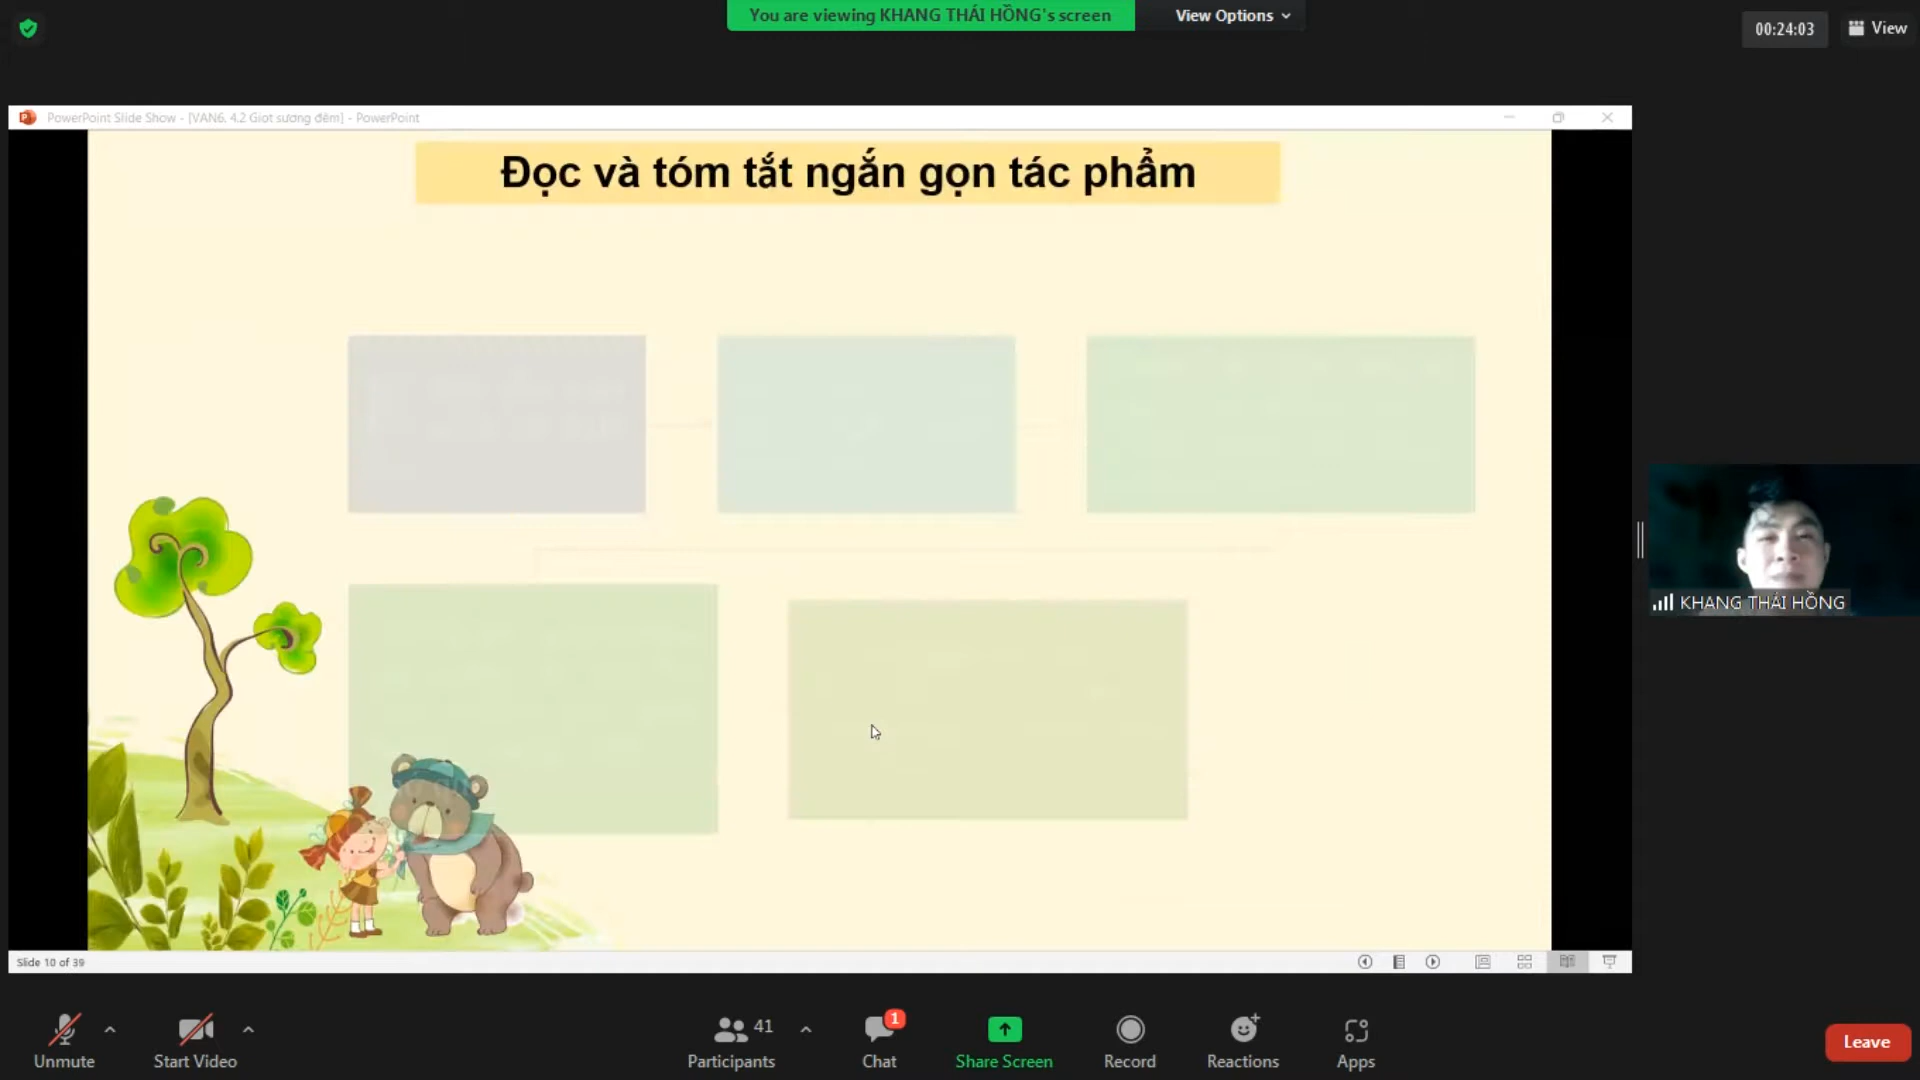 You are viewing KHANG THÁI HỒNG's screen
View Options
00:24:03
View
PowerPoint Slide Show - [VAN6. 4.2 Giọt sương đêm] - PowerPoint
Đọc và tóm tắt ngắn gọn tác phẩm
KHANG THÁI HỒNG
Slide 10 of 39
Unmute
Start Video
41
Participants
1
Chat
Share Screen
Record
Reactions
Apps
Leave